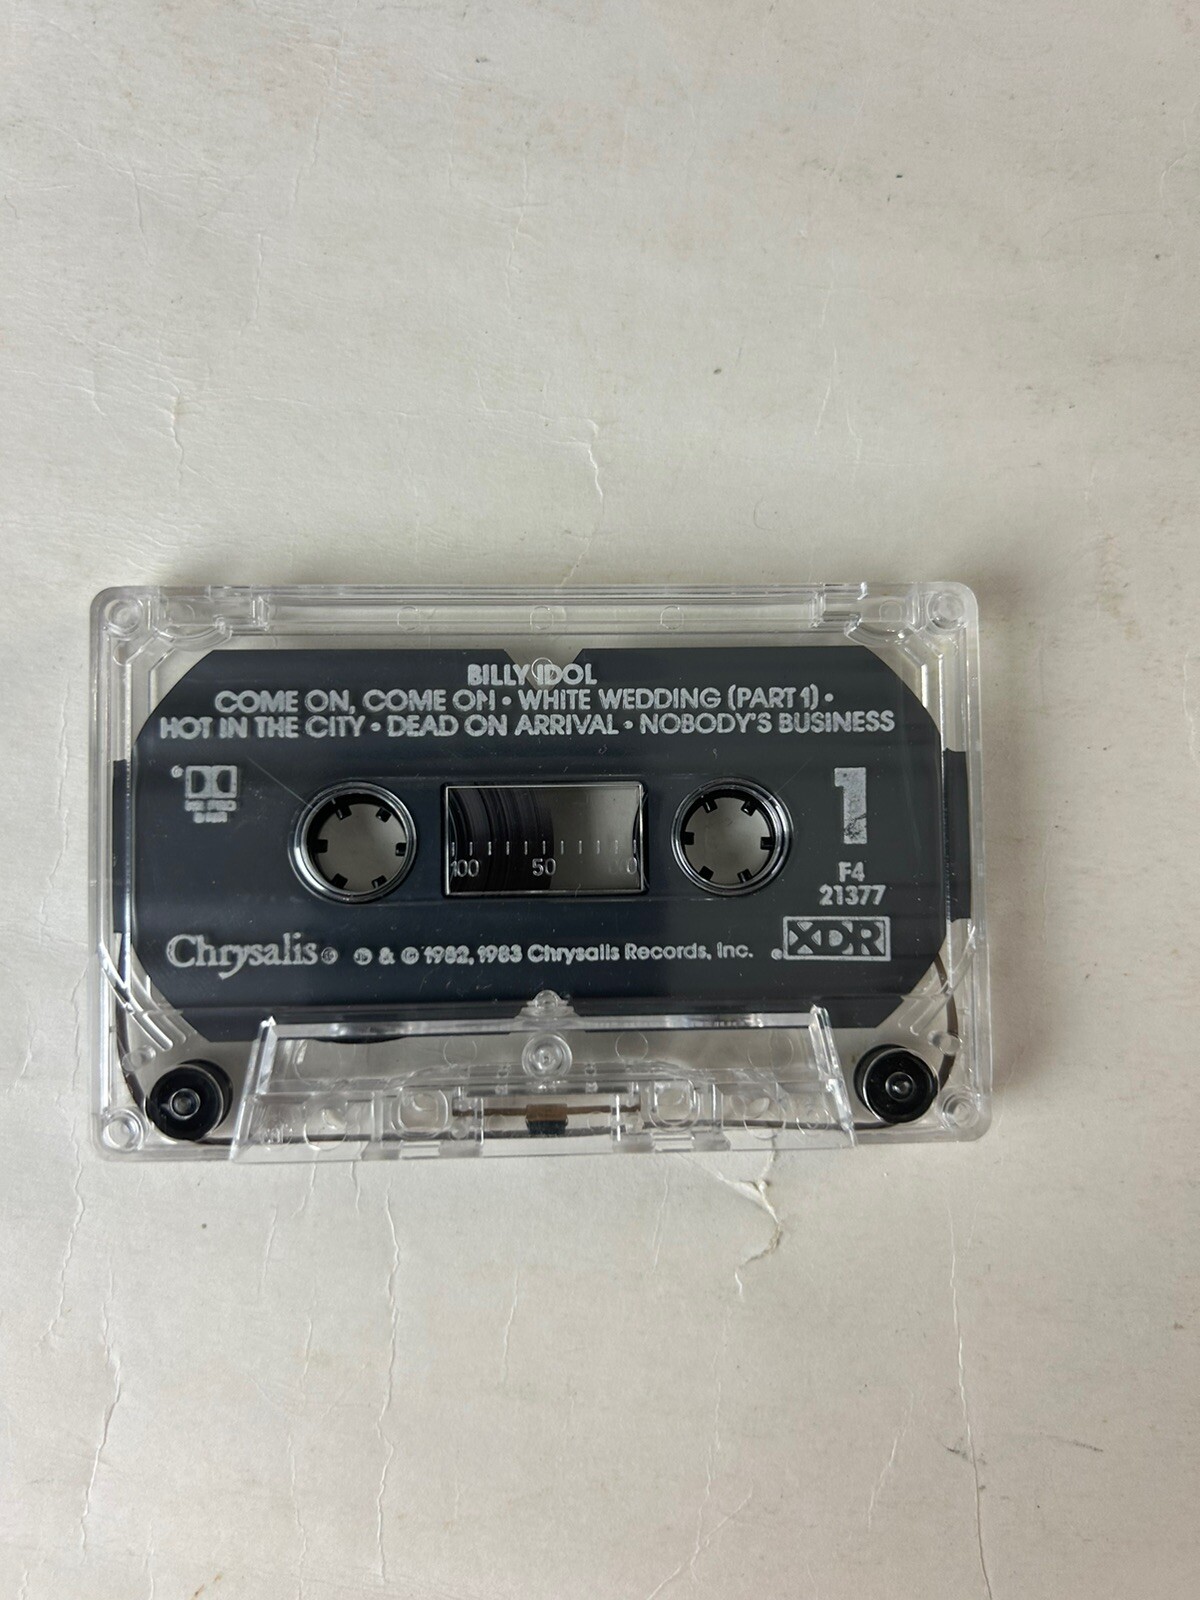 BILLY IDOL
COME ON, COME ON • WHITE WEDDING (PART 1) •
HOT IN THE CITY • DEAD ON ARRIVAL • NOBODY'S BUSINESS
1
100 50
F4
21377
Chrysalis® ℗ & © 1982, 1983 Chrysalis Records, Inc.
XDR